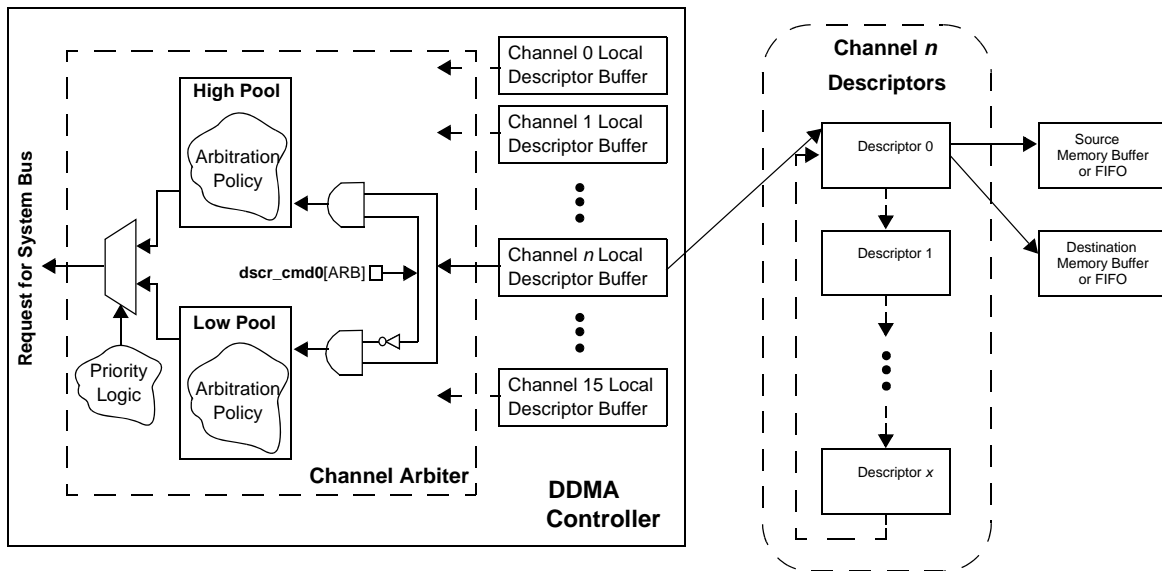 Request for System Bus
High Pool
Arbitration
Policy
dscr_cmd0[ARB]
Low Pool
Arbitration
Policy
Priority
Logic
Channel Arbiter
Channel 0 Local
Descriptor Buffer
Channel 1 Local
Descriptor Buffer
Channel n Local
Descriptor Buffer
Channel 15 Local
Descriptor Buffer
DDMA
Controller
Channel n
Descriptors
Descriptor 0
Descriptor 1
Descriptor x
Source
Memory Buffer
or FIFO
Destination
Memory Buffer
or FIFO